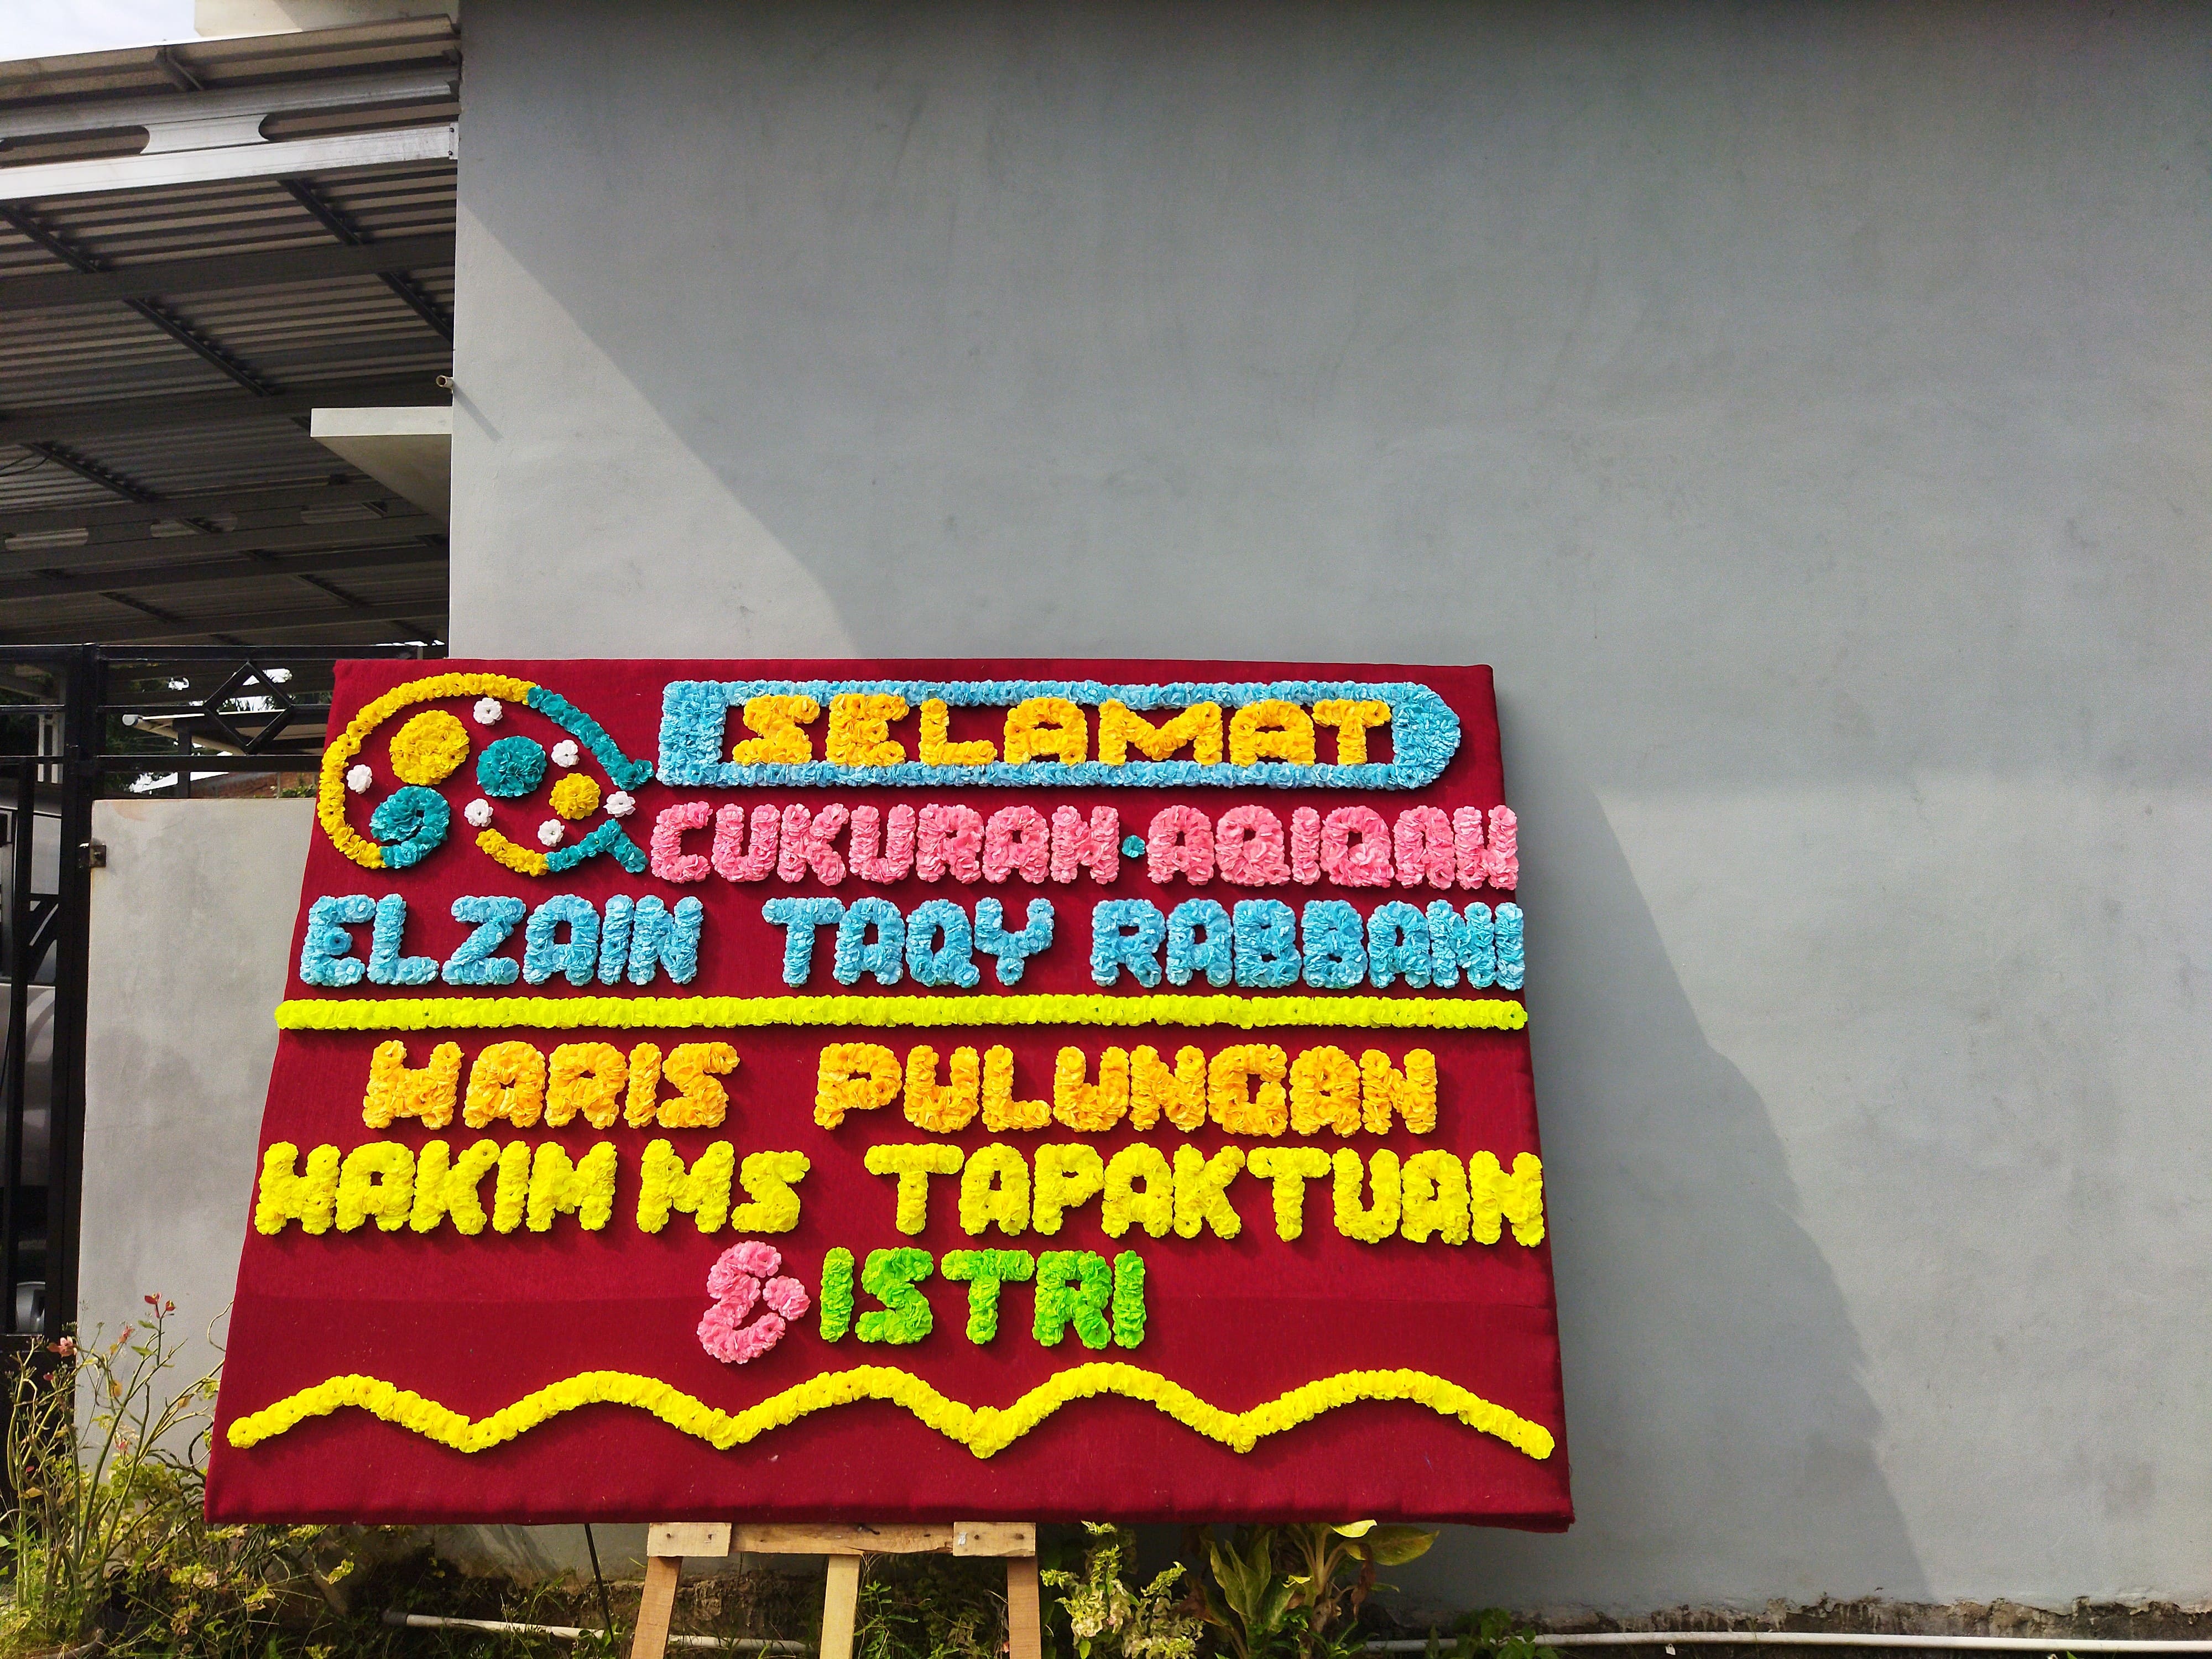 SELAMAT
CUKURAN • AQIQAH
ELZAIN TAQY RABBANI
HARIS PULUNGAN
HAKIM MS TAPAKTUAN
& ISTRI